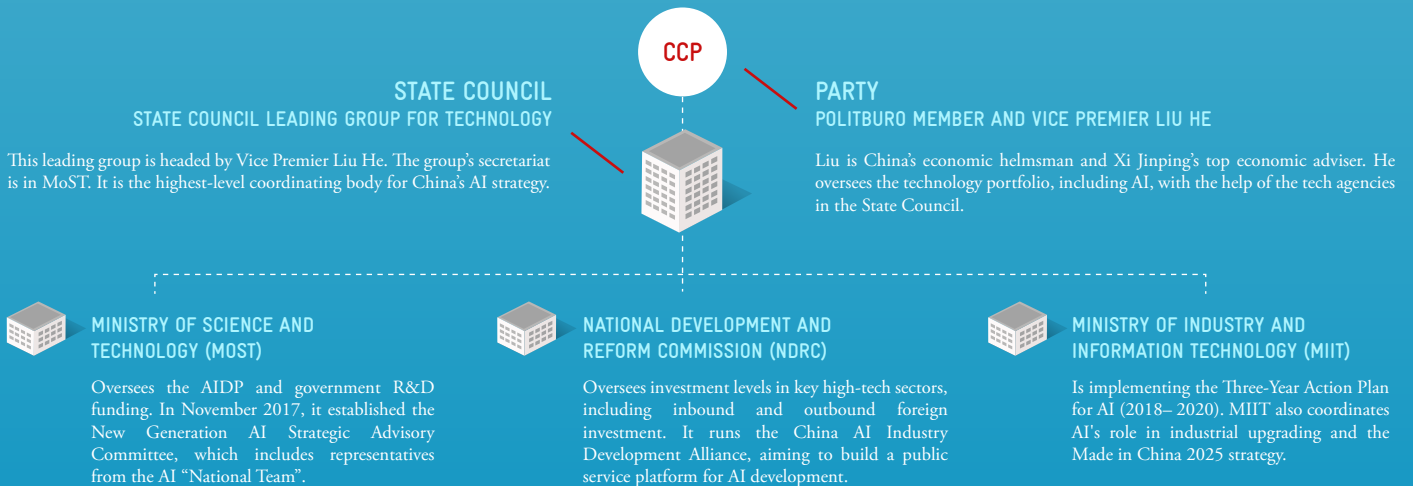 CCP
STATE COUNCIL
STATE COUNCIL LEADING GROUP FOR TECHNOLOGY
This leading group is headed by Vice Premier Liu He. The group’s secretariat
is in MoST. It is the highest-level coordinating body for China’s AI strategy.
PARTY
POLITBURO MEMBER AND VICE PREMIER LIU HE
Liu is China’s economic helmsman and Xi Jinping’s top economic adviser. He
oversees the technology portfolio, including AI, with the help of the tech agencies
in the State Council.
MINISTRY OF SCIENCE AND
TECHNOLOGY (MOST)
Oversees the AIDP and government R&D
funding. In November 2017, it established the
New Generation AI Strategic Advisory
Committee, which includes representatives
from the AI “National Team”.
NATIONAL DEVELOPMENT AND
REFORM COMMISSION (NDRC)
Oversees investment levels in key high-tech sectors,
including inbound and outbound foreign
investment. It runs the China AI Industry
Development Alliance, aiming to build a public
service platform for AI development.
MINISTRY OF INDUSTRY AND
INFORMATION TECHNOLOGY (MIIT)
Is implementing the Three-Year Action Plan
for AI (2018– 2020). MIIT also coordinates
AI's role in industrial upgrading and the
Made in China 2025 strategy.